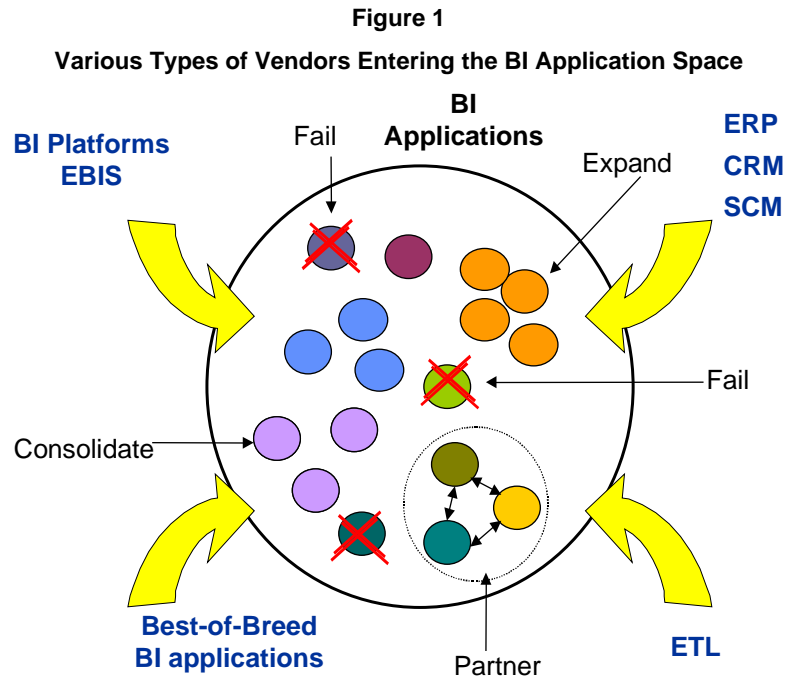 Figure 1
Various Types of Vendors Entering the BI Application Space
BI
Applications
Fail
BI Platforms
EBIS
ERP
CRM
SCM
Expand
Fail
Consolidate
Best-of-Breed
BI applications
Partner
ETL